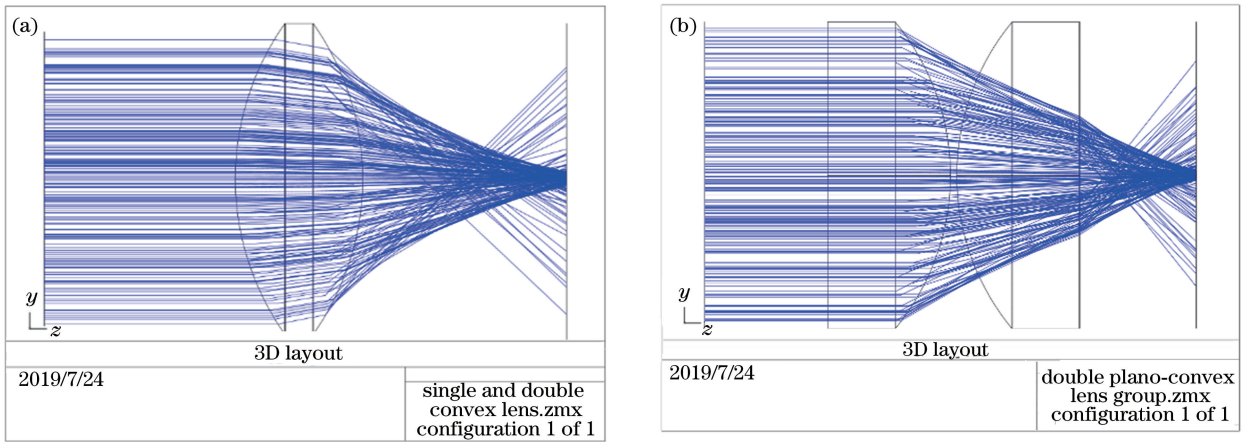 (a)
y
z
3D layout
2019/7/24
single and double
convex lens.zmx
configuration 1 of 1
(b)
y
z
3D layout
2019/7/24
double plano-convex
lens group.zmx
configuration 1 of 1